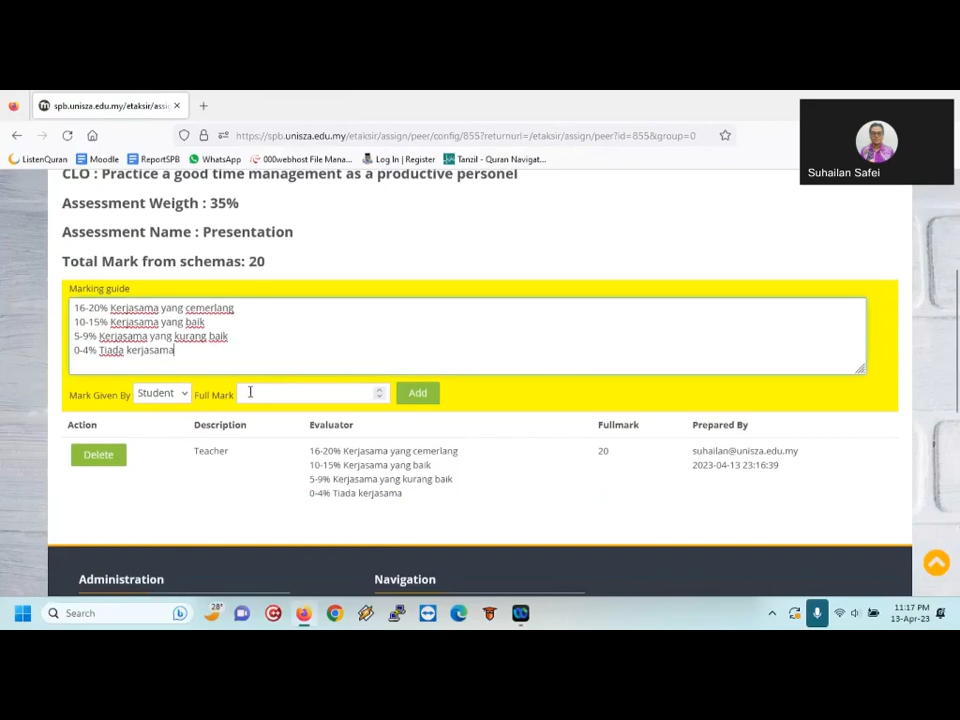 spb.unisza.edu.my/etaksir/assig
https://spb.unisza.edu.my/etaksir/assign/peer/config/855?returnurl=/etaksir/assign/peer?id=855&group=0
ListenQuran
Moodle
ReportSPB
WhatsApp
000webhost File Mana...
Log In | Register
Tanzil - Quran Navigat...
Suhailan Safei
CLO : Practice a good time management as a productive personel
Assessment Weigth : 35%
Assessment Name : Presentation
Total Mark from schemas: 20
Marking guide
16-20% Kerjasama yang cemerlang
10-15% Kerjasama yang baik
5-9% Kerjasama yang kurang baik
0-4% Tiada kerjasama
Mark Given By Student Full Mark Add
Action Description Evaluator Fullmark Prepared By
Delete Teacher 16-20% Kerjasama yang cemerlang 20 suhailan@unisza.edu.my
10-15% Kerjasama yang baik 2023-04-13 23:16:39
5-9% Kerjasama yang kurang baik
0-4% Tiada kerjasama
Administration Navigation
Search
28°
11:17 PM
13-Apr-23